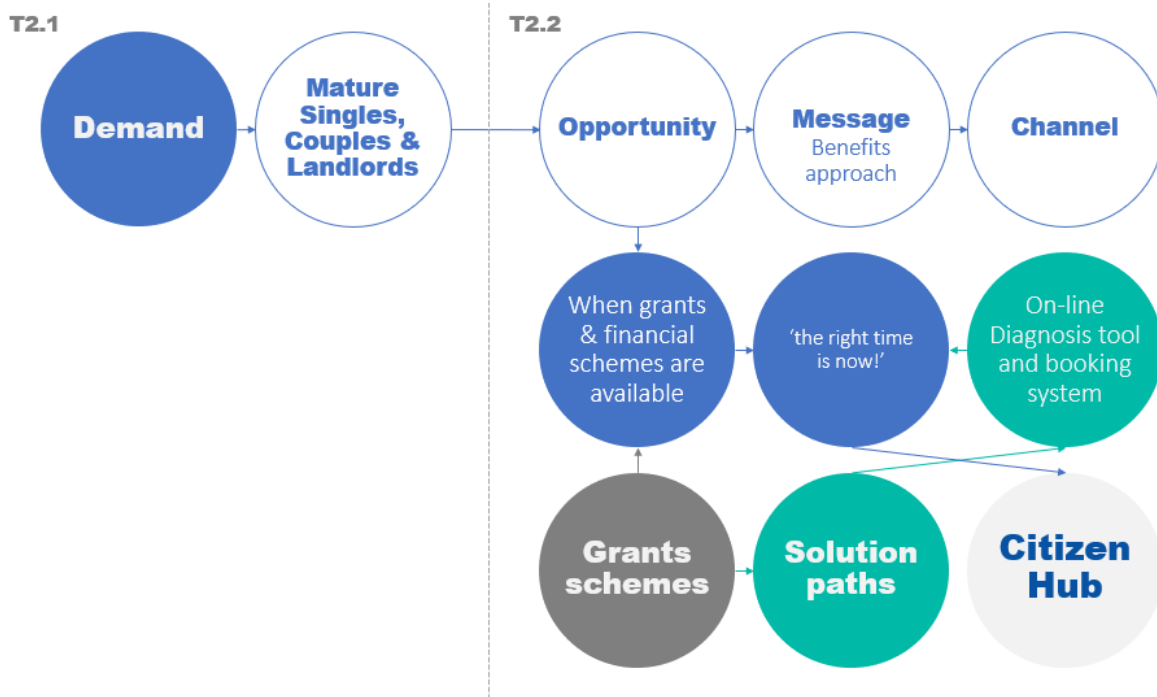 T2.1
T2.2
Demand
Mature
Singles,
Couples &
Landlords
Opportunity
Message
Benefits
approach
Channel
When grants
& financial
schemes are
available
‘the right time
is now!’
On-line
Diagnosis tool
and booking
system
Grants
schemes
Solution
paths
Citizen
Hub